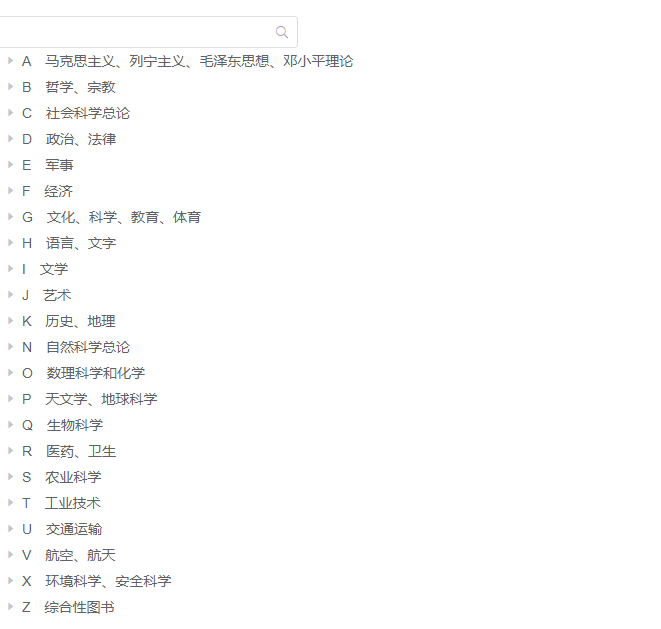 A 马克思主义、列宁主义、毛泽东思想、邓小平理论
B 哲学、宗教
C 社会科学总论
D 政治、法律
E 军事
F 经济
G 文化、科学、教育、体育
H 语言、文字
I 文学
J 艺术
K 历史、地理
N 自然科学总论
O 数理科学和化学
P 天文学、地球科学
Q 生物科学
R 医药、卫生
S 农业科学
T 工业技术
U 交通运输
V 航空、航天
X 环境科学、安全科学
Z 综合性图书